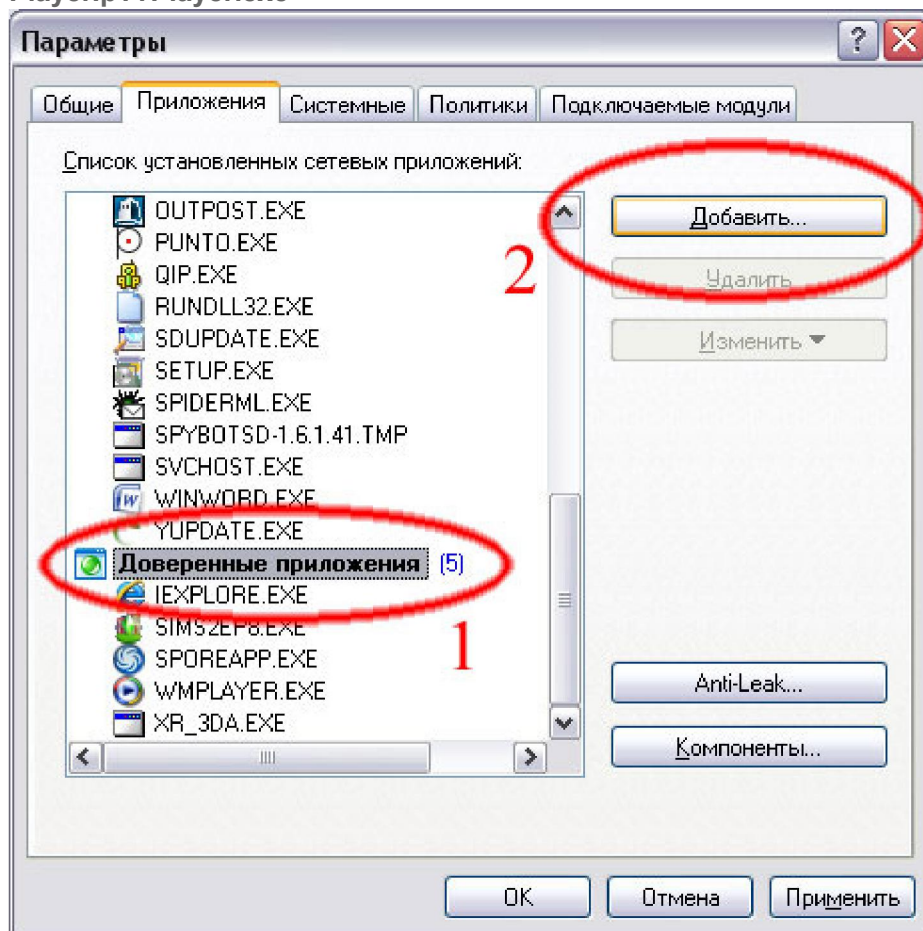 Параметры
Общие Приложения Системные Политики Подключаемые модули
Список установленных сетевых приложений:
OUTPOST.EXE
PUNTO.EXE
QIP.EXE
RUNDLL32.EXE
SDUPDATE.EXE
SETUP.EXE
SPIDERML.EXE
SPYBOTSD-1.6.1.41.TMP
SVCHOST.EXE
WINWORD.EXE
YUPDATE.EXE
Доверенные приложения (5)
IEXPLORE.EXE
SIMS2EP8.EXE
SPOREAPP.EXE
WMPLAYER.EXE
XR_3DA.EXE
1
2
Добавить...
Удалить
Изменить
Anti-Leak...
Компоненты...
OK Отмена Применить